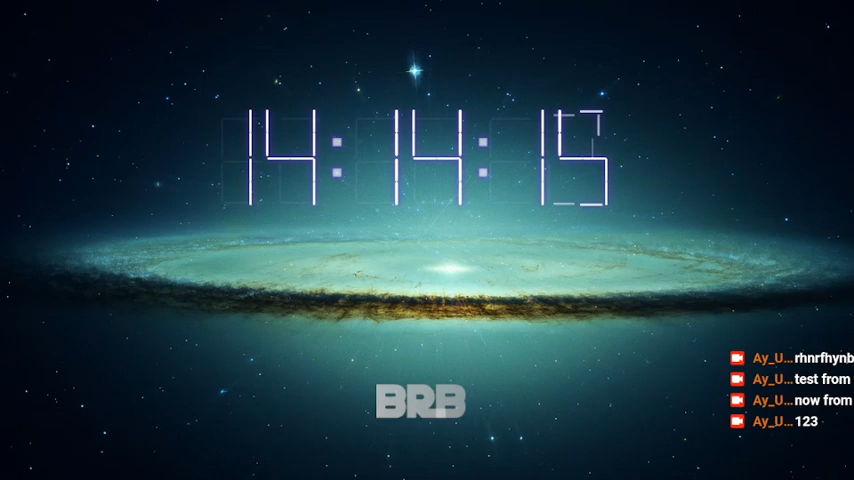 14:14:15
BRB
Ay_U... rhnrfhynb
Ay_U... test from
Ay_U... now from
Ay_U... 123